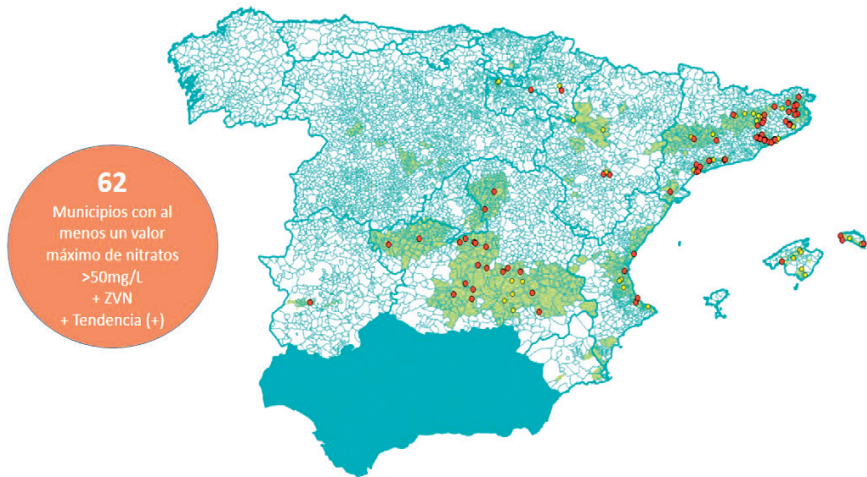 62
Municipios con al
menos un valor
máximo de nitratos
>50mg/L
+ ZVN
+ Tendencia (+)